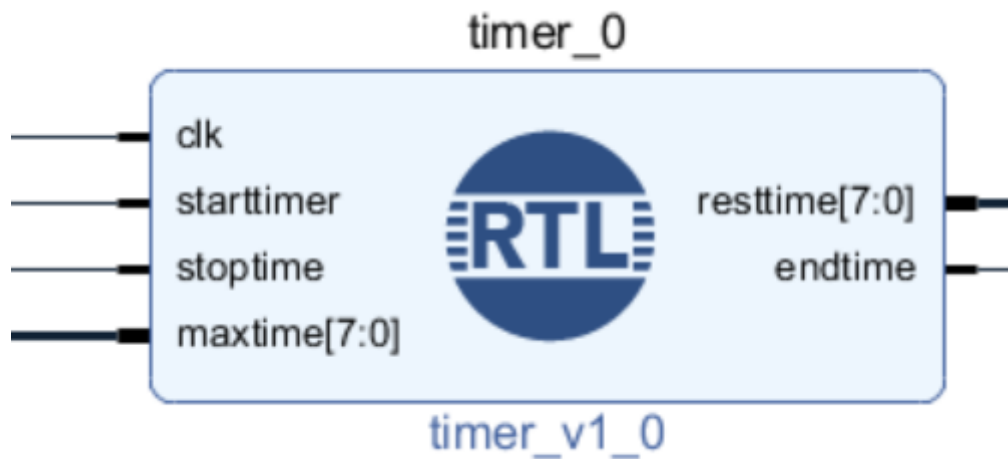 timer_0
clk
starttimer
stoptime
maxtime[7:0]
RTL
resttime[7:0]
endtime
timer_v1_0